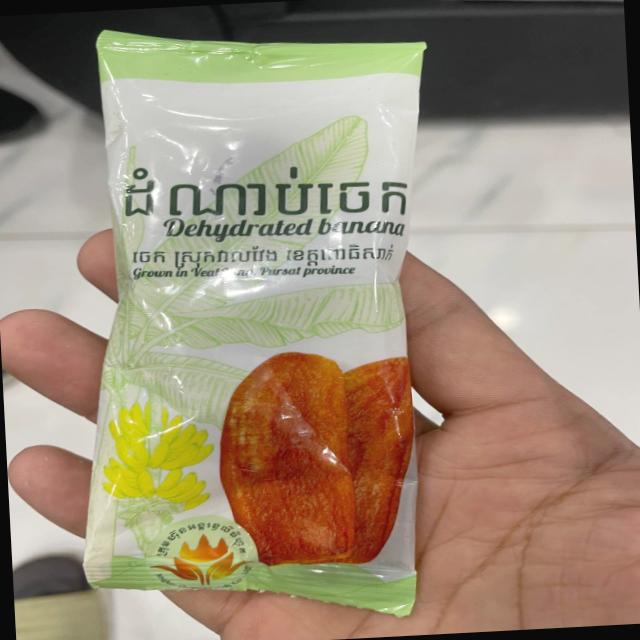 ដំណាប់ចេក
Dehydrated banana
ចេក ស្រុកវាលវែង ខេត្តពោធិ៍សាត់
Grown in Veal Pursat province